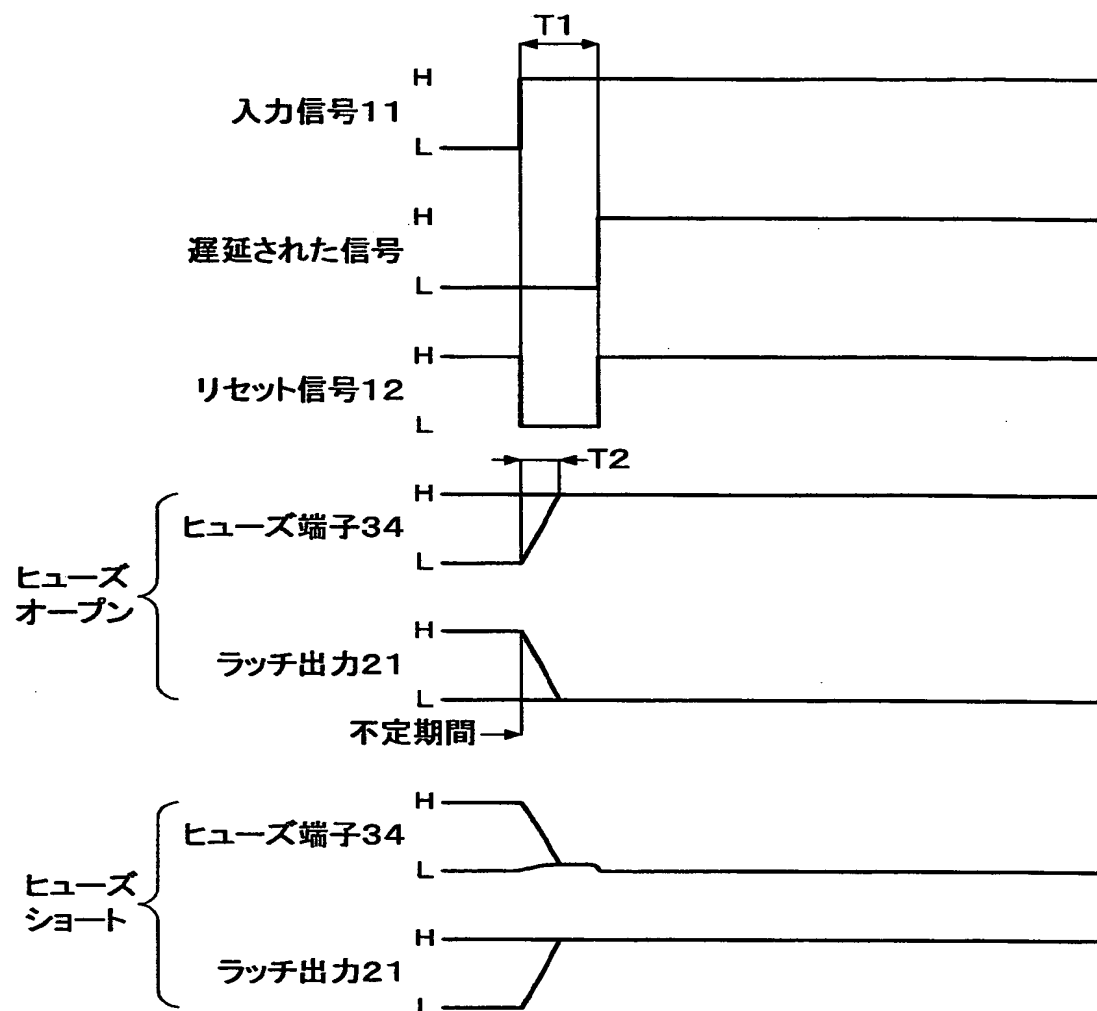 T1
H
入力信号11
L
H
遅延された信号
L
H
リセット信号12
L
T2
H
ヒューズ端子34
L
ヒューズ
オープン
H
ラッチ出力21
L
不定期間
H
ヒューズ端子34
L
ヒューズ
ショート
H
ラッチ出力21
L